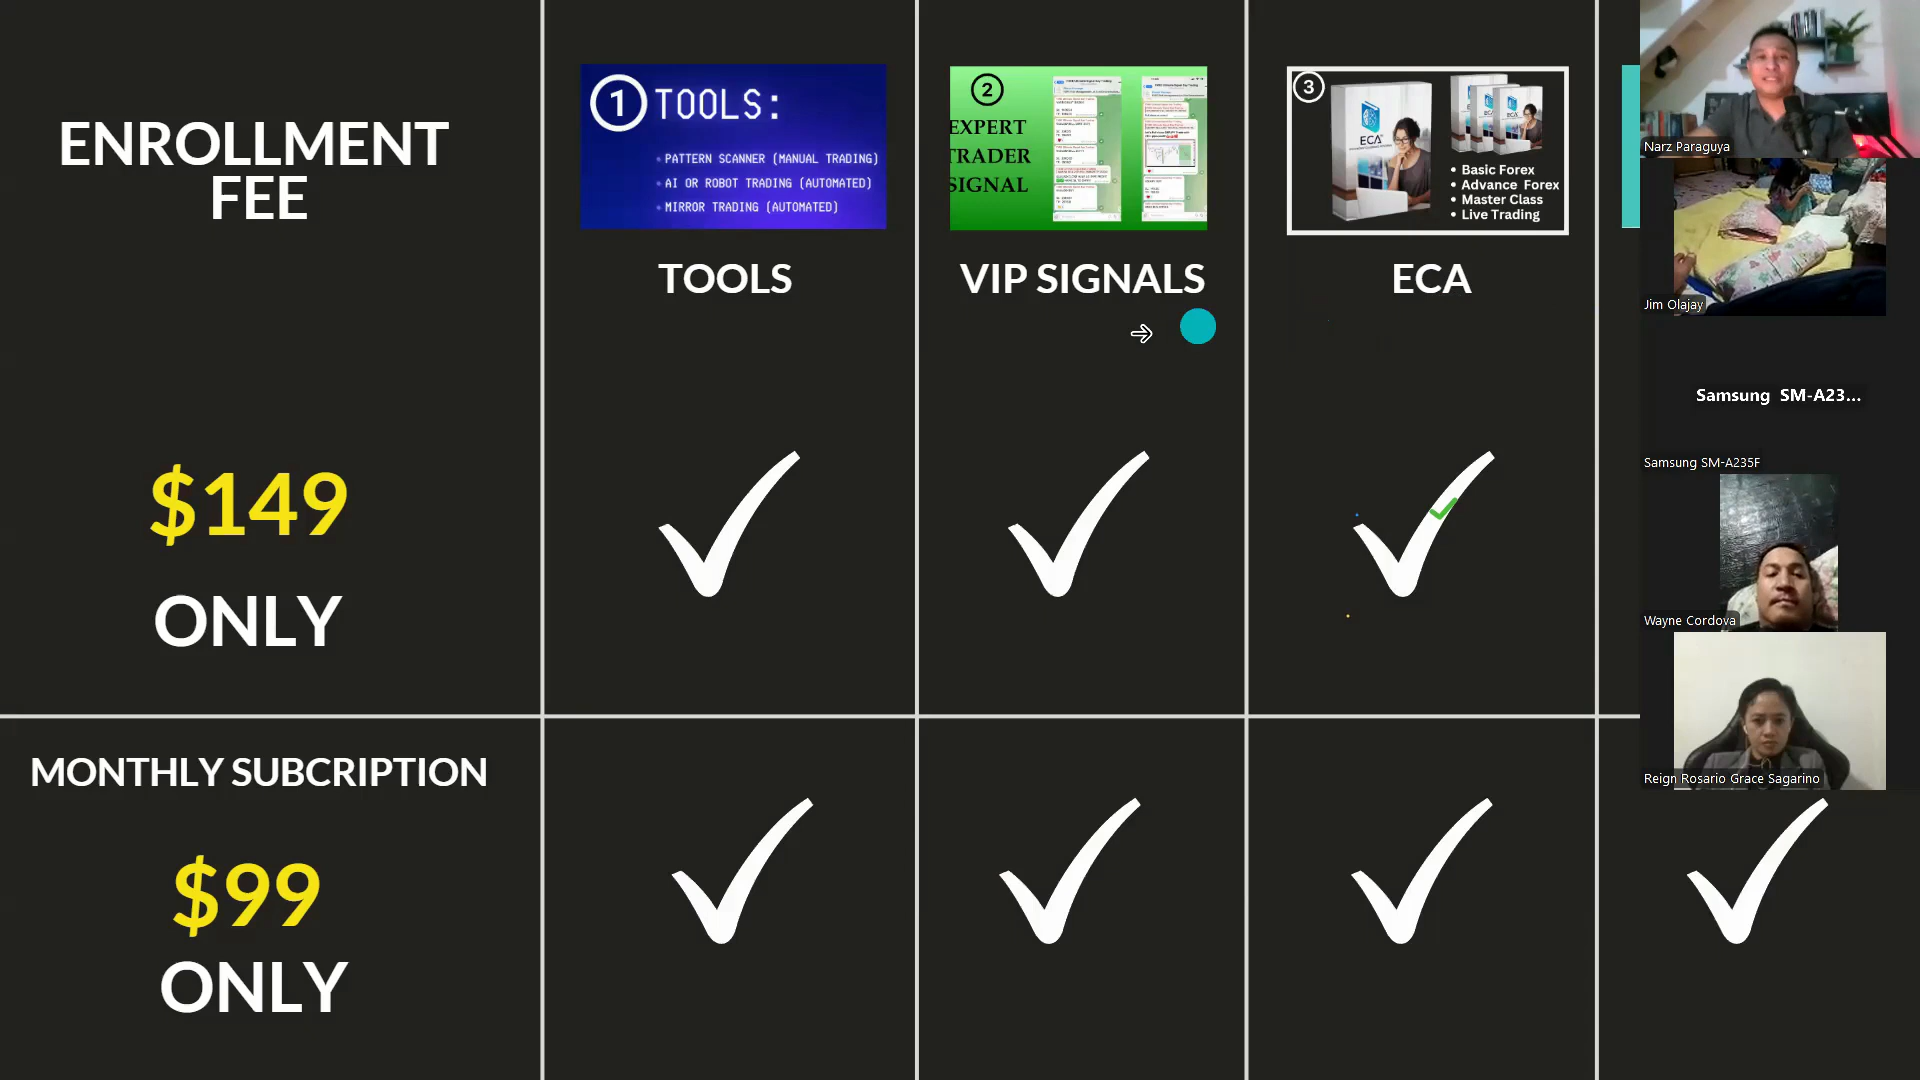 ENROLLMENT
FEE
1 TOOLS:
PATTERN SCANNER (MANUAL TRADING)
AI OR ROBOT TRADING (AUTOMATED)
MIRROR TRADING (AUTOMATED)
TOOLS
2
EXPERT
TRADER
SIGNAL
VIP SIGNALS
3
ECA
• Basic Forex
• Advance Forex
• Master Class
• Live Trading
ECA
$149
ONLY
MONTHLY SUBCRIPTION
$99
ONLY
Narz Paraguya
Jim Olajay
Samsung SM-A23...
Samsung SM-A235F
Wayne Cordova
Reign Rosario Grace Sagarino